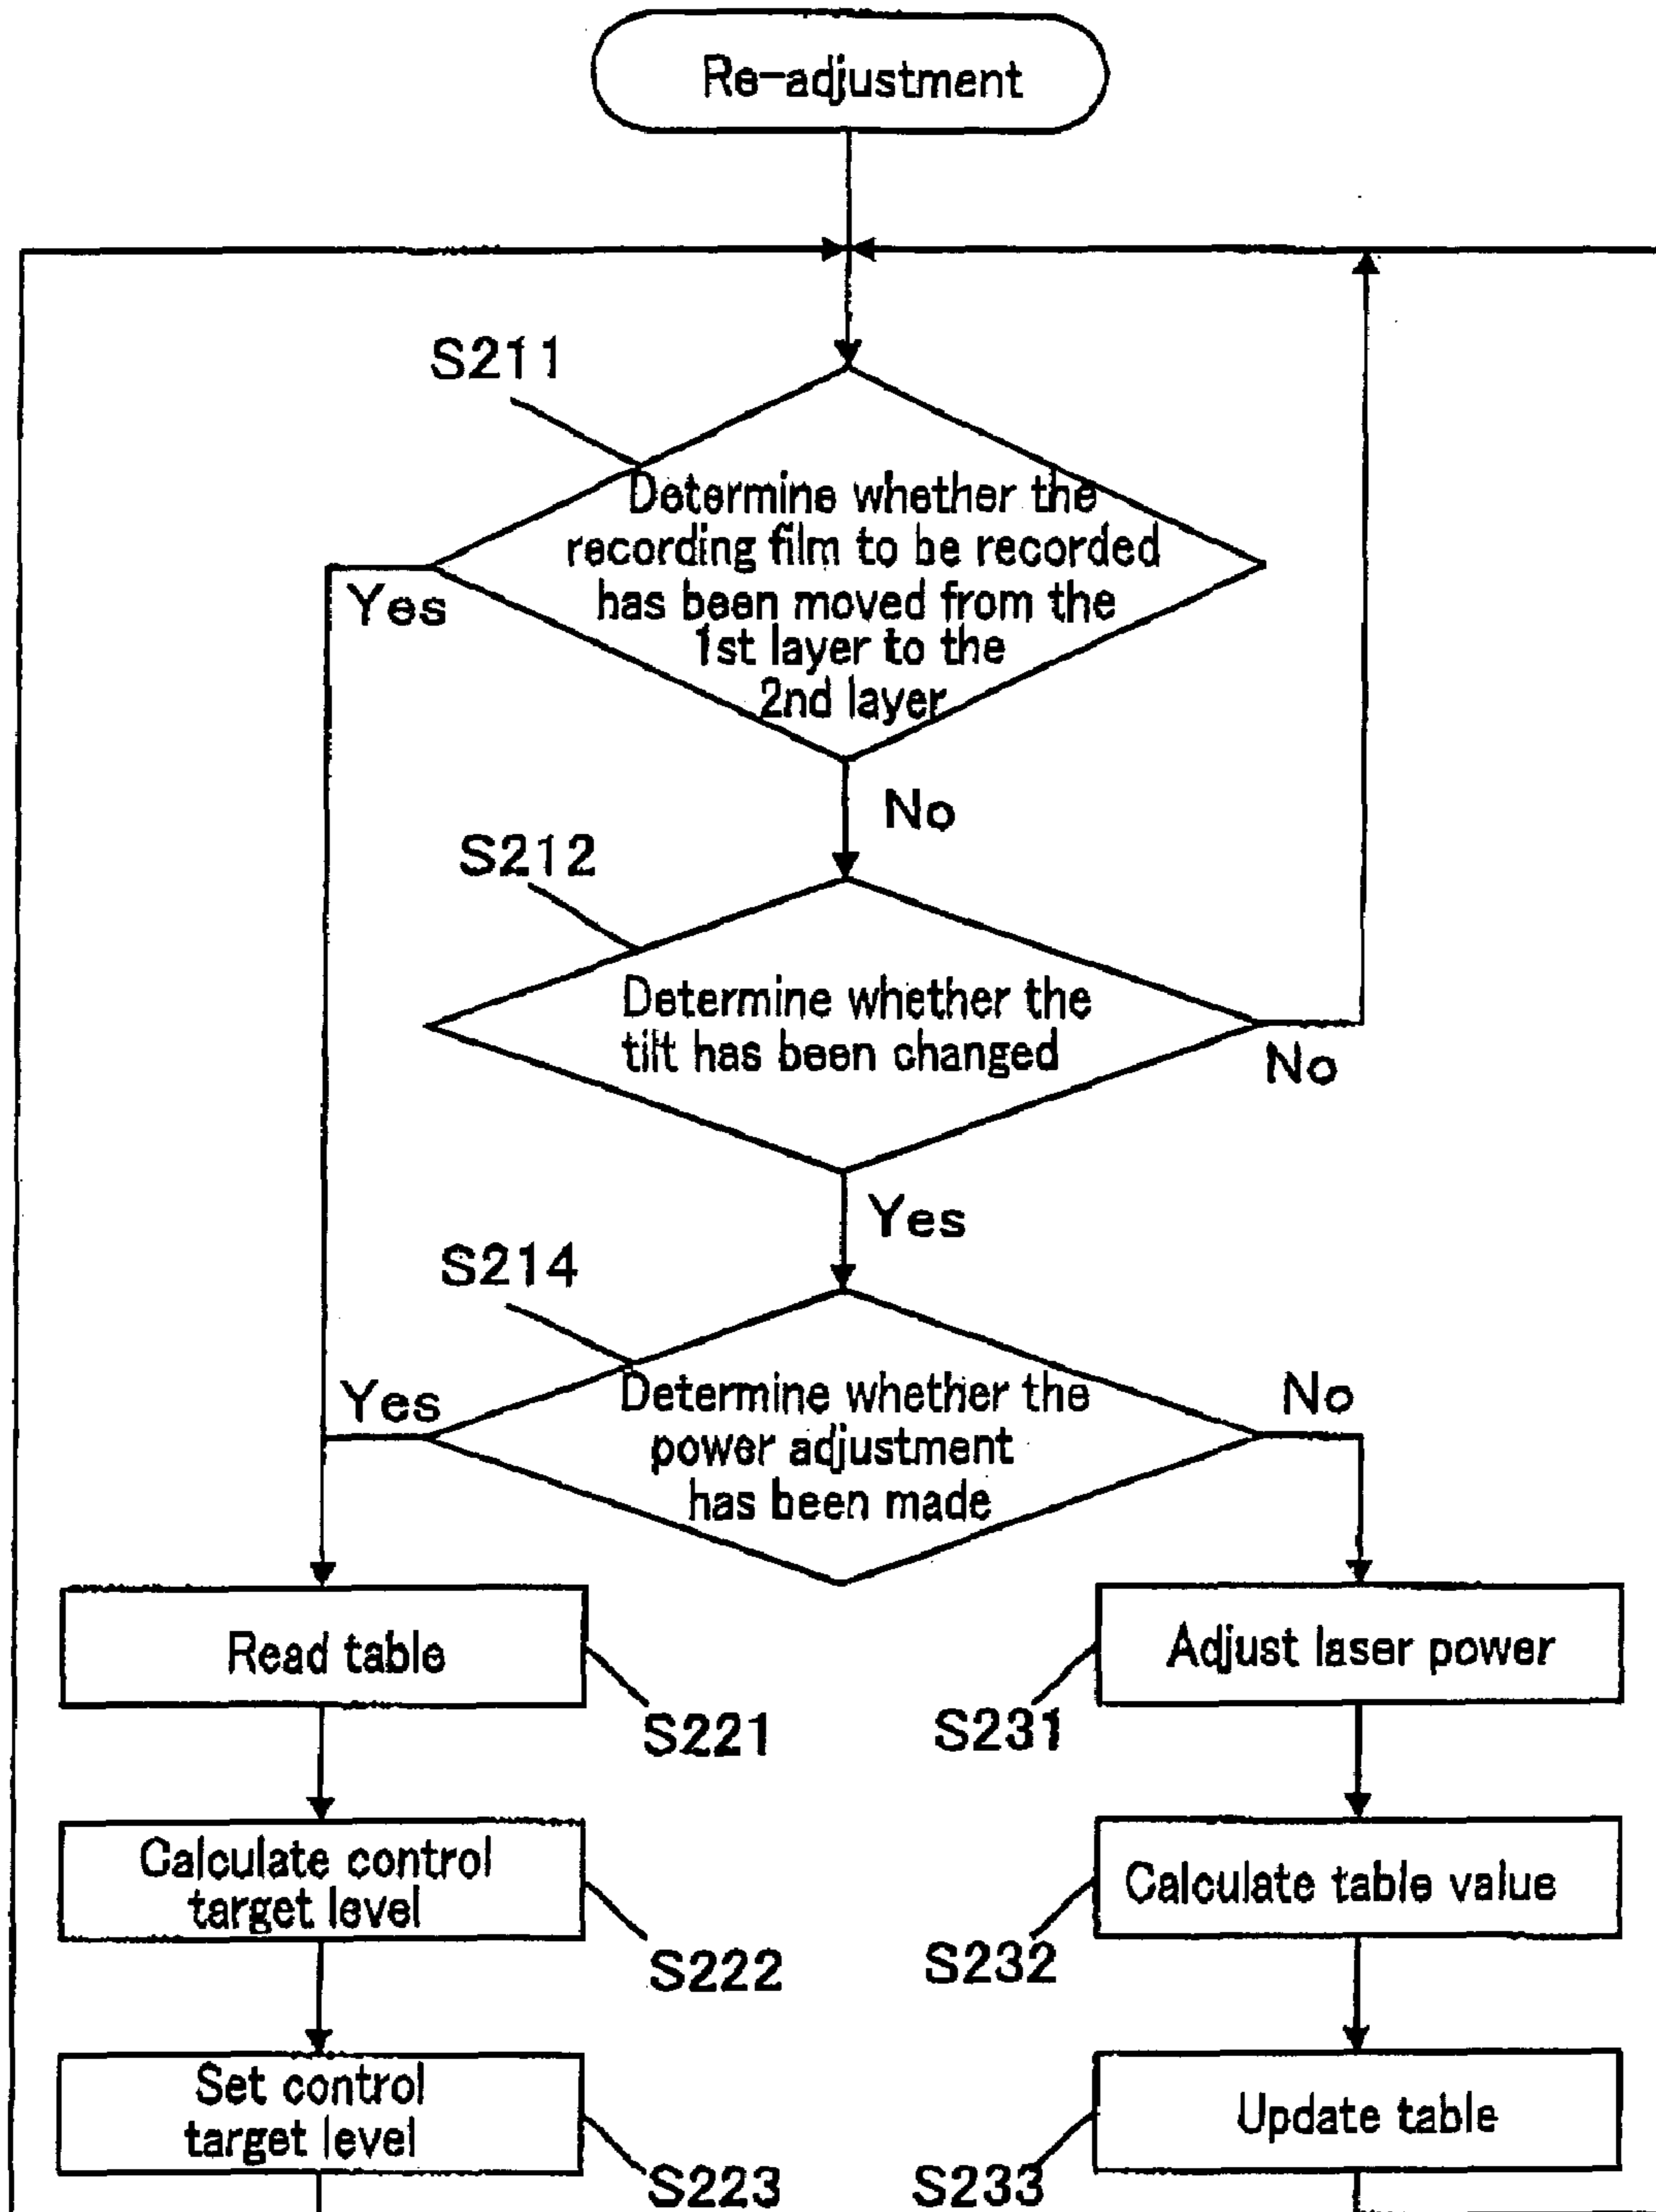 Re-adjustment
S211
Determine whether the
recording film to be recorded
has been moved from the
1st layer to the
2nd layer
Yes
No
S212
Determine whether the
tilt has been changed
No
Yes
S214
Determine whether the
power adjustment
has been made
Yes
No
Read table
S221
Adjust laser power
S231
Calculate control
target level
S222
Calculate table value
S232
Set control
target level
S223
Update table
S233